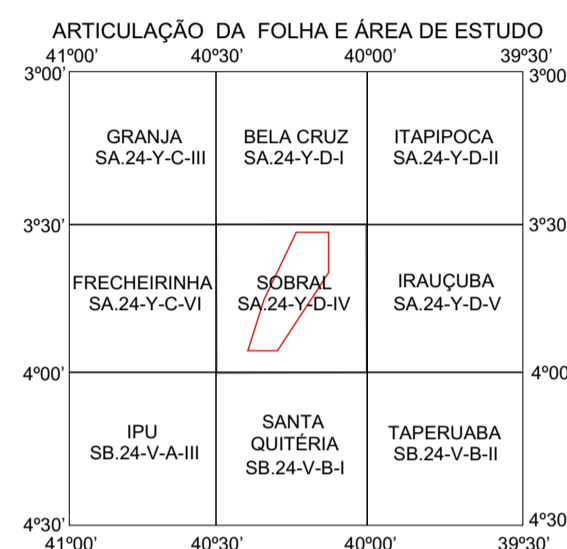 ARTICULAÇÃO DA FOLHA E ÁREA DE ESTUDO
41º00' 40º30' 40º00' 39º30'
3º00' 3º00
GRANJA BELA CRUZ ITAPIPOCA
SA.24-Y-C-III SA.24-Y-D-I SA.24-Y-D-II
3º30' 3º30
FRECHEIRINHA SOBRAL IRAUÇUBA
SA.24-Y-C-VI SA.24-Y-D-IV SA.24-Y-D-V
4º00' 4º00
IPU SANTA QUITÉRIA TAPERUABA
SB.24-V-A-III SB.24-V-B-I SB.24-V-B-II
4º30' 4º30
41º00' 40º30' 40º00' 39º30'